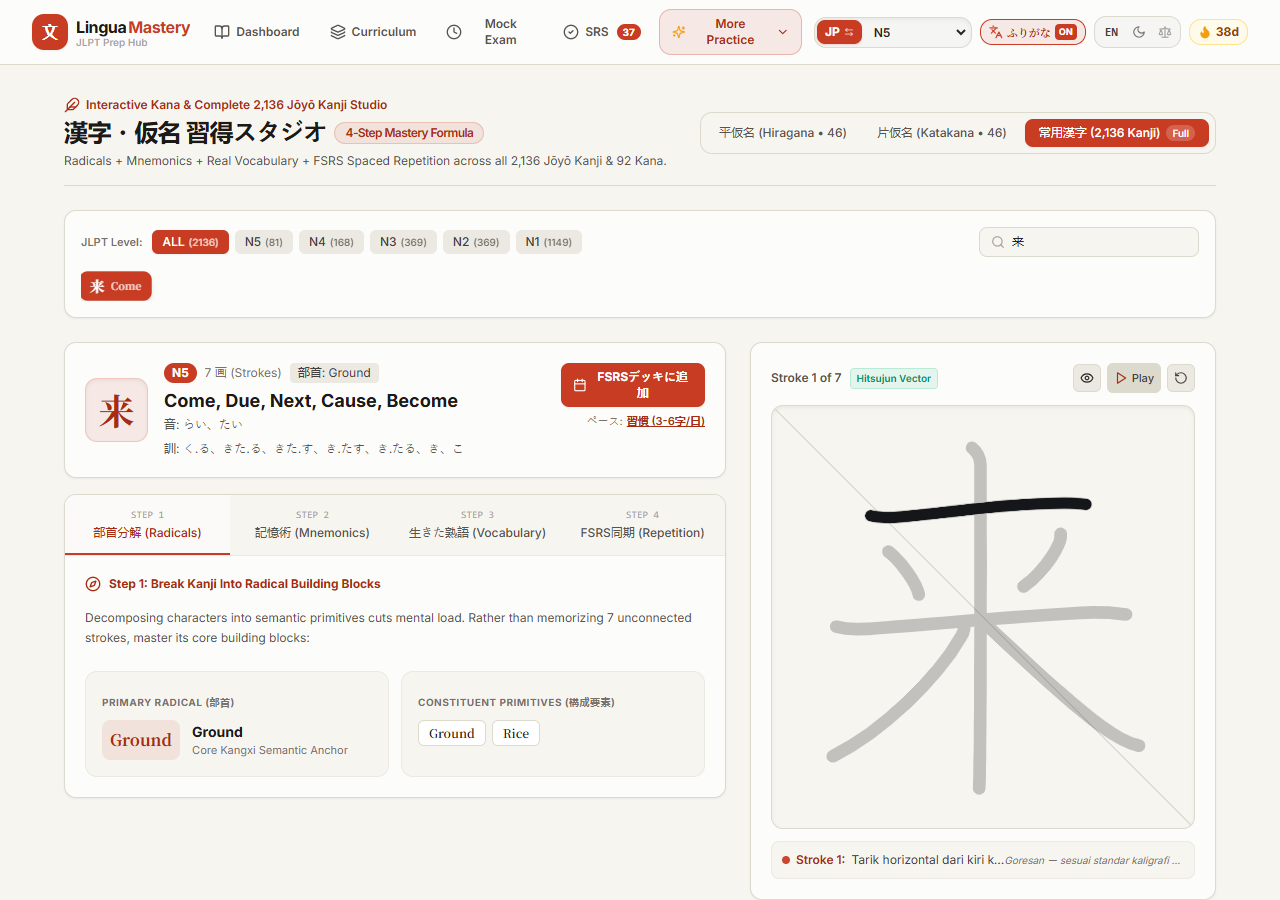 文 LinguaMastery
JLPT Prep Hub
Dashboard
Curriculum
Mock Exam
SRS 37
More Practice
JP N5
ふりがな ON
EN
38d
Interactive Kana & Complete 2,136 Jōyō Kanji Studio
漢字・仮名 習得スタジオ 4-Step Mastery Formula
Radicals + Mnemonics + Real Vocabulary + FSRS Spaced Repetition across all 2,136 Jōyō Kanji & 92 Kana.
平仮名 (Hiragana • 46) 片仮名 (Katakana • 46) 常用漢字 (2,136 Kanji) Full
JLPT Level: ALL (2136) N5 (81) N4 (168) N3 (369) N2 (369) N1 (1149)
来
来 Come
来
N5 7 画 (Strokes) 部首: Ground
Come, Due, Next, Cause, Become
音: らい、たい
訓: く.る、きた.る、きた.す、き.たす、き.たる、き、こ
FSRSデッキに追加
ペース: 習慣 (3-6字/日)
STEP 1
部首分解 (Radicals)
STEP 2
記憶術 (Mnemonics)
STEP 3
生きた熟語 (Vocabulary)
STEP 4
FSRS同期 (Repetition)
Step 1: Break Kanji Into Radical Building Blocks
Decomposing characters into semantic primitives cuts mental load. Rather than memorizing 7 unconnected
strokes, master its core building blocks:
PRIMARY RADICAL (部首)
Ground
Ground
Core Kangxi Semantic Anchor
CONSTITUENT PRIMITIVES (構成要素)
Ground Rice
Stroke 1 of 7 Hitsujun Vector
Play
来
Stroke 1: Tarik horizontal dari kiri k... Goresan — sesuai standar kaligrafi ...